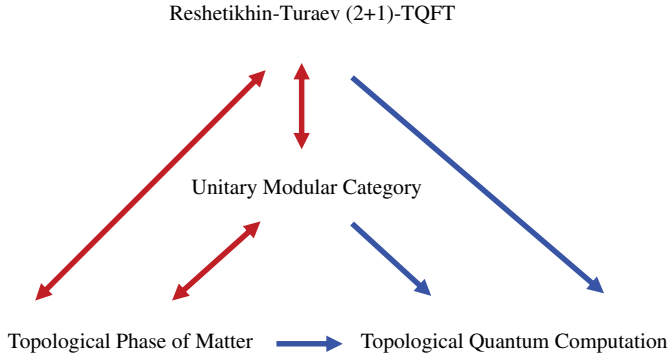 Reshetikhin-Turaev (2+1)-TQFT
Unitary Modular Category
Topological Phase of Matter
Topological Quantum Computation